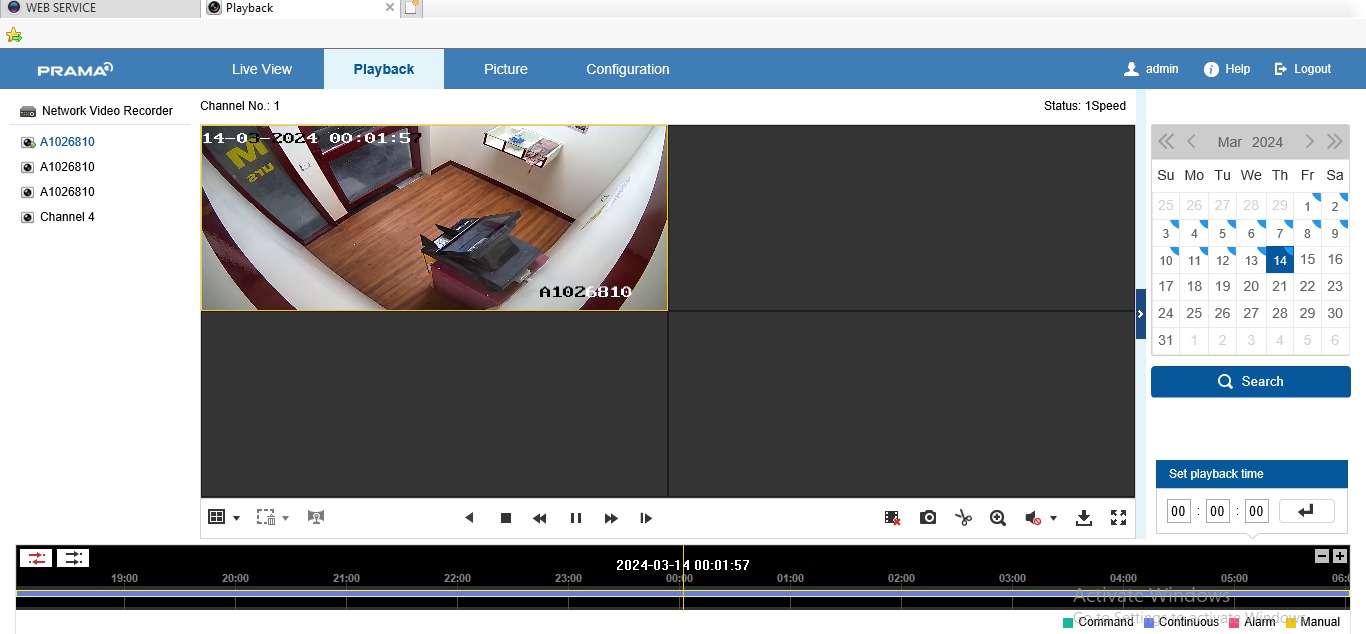 WEB SERVICE
Playback
PRAMA
Live View
Playback
Picture
Configuration
admin
Help
Logout
Network Video Recorder
A1026810
A1026810
A1026810
Channel 4
Channel No.: 1
Status: 1Speed
14-03-2024 00:01:57
M
A1026810
Mar 2024
Su Mo Tu We Th Fr Sa
25 26 27 28 29 1 2
3 4 5 6 7 8 9
10 11 12 13 14 15 16
17 18 19 20 21 22 23
24 25 26 27 28 29 30
31 1 2 3 4 5 6
Search
Set playback time
00 : 00 : 00
2024-03-14 00:01:57
19:00 20:00 21:00 22:00 23:00 00:00 01:00 02:00 03:00 04:00 05:00 06:
Activate Windows
Go to Settings to activate Windows.
Command Continuous Alarm Manual